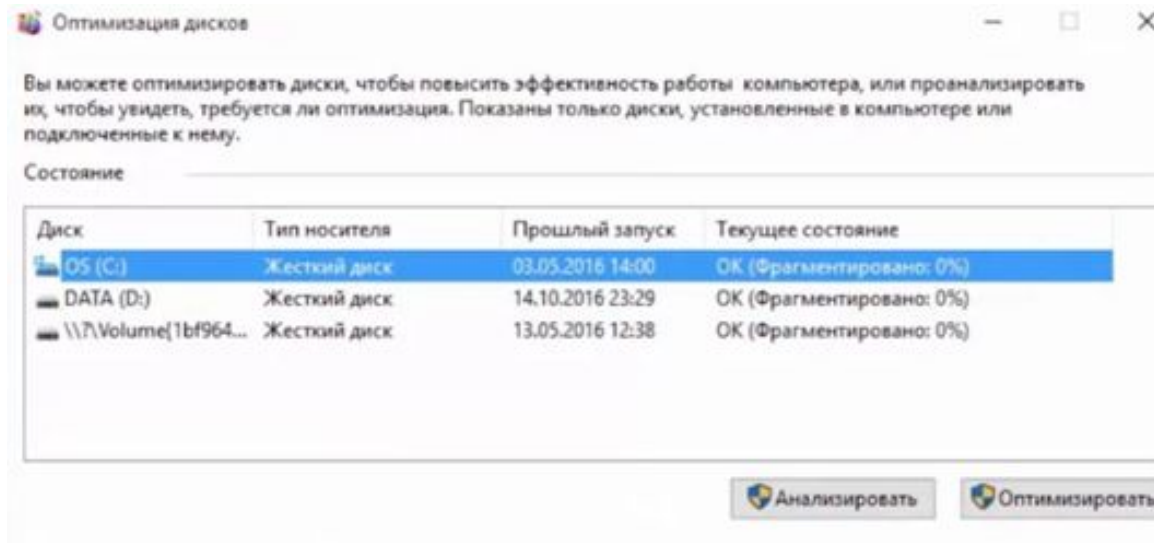 Оптимизация дисков
Вы можете оптимизировать диски, чтобы повысить эффективность работы компьютера, или проанализировать
их, чтобы увидеть, требуется ли оптимизация. Показаны только диски, установленные в компьютере или
подключенные к нему.
Состояние
Диск Тип носителя Прошлый запуск Текущее состояние
OS (C:) Жесткий диск 03.05.2016 14:00 OK (Фрагментировано: 0%)
DATA (D:) Жесткий диск 14.10.2016 23:29 OK (Фрагментировано: 0%)
\\?\Volume{1bf964... Жесткий диск 13.05.2016 12:38 OK (Фрагментировано: 0%)
Анализировать Оптимизировать